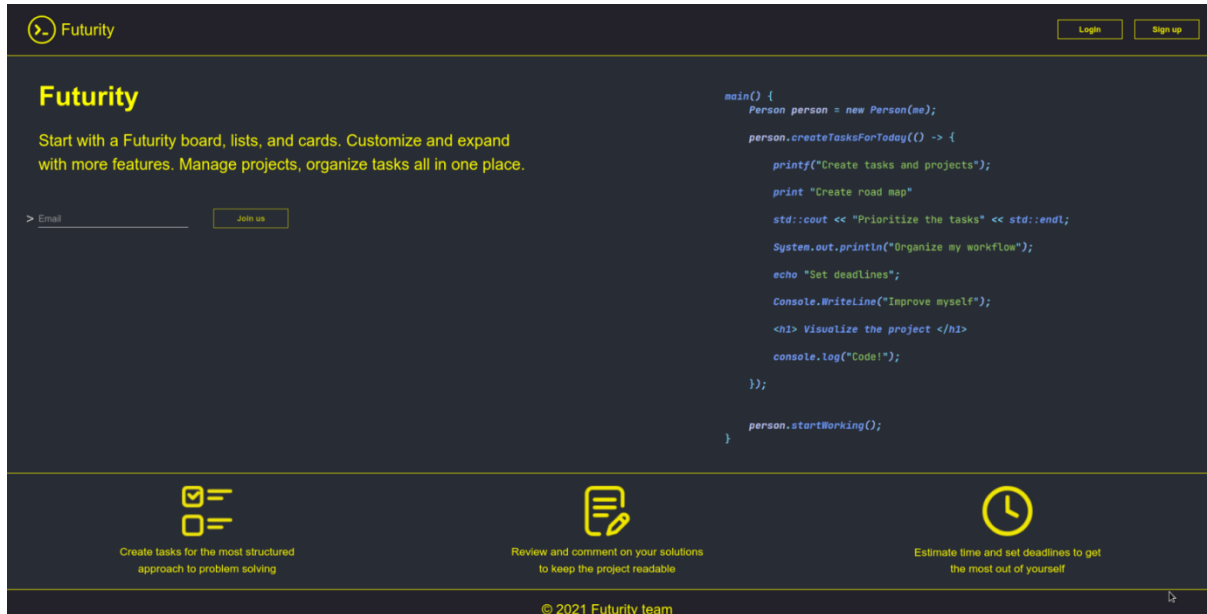 Futurity
Login
Sign up
Futurity
Start with a Futurity board, lists, and cards. Customize and expand
with more features. Manage projects, organize tasks all in one place.
> Email
Join us
main() {
Person person = new Person(me);
person.createTasksForToday(() -> {
printf("Create tasks and projects");
print "Create road map"
std::cout << "Prioritize the tasks" << std::endl;
System.out.println("Organize my workflow");
echo "Set deadlines";
Console.WriteLine("Improve myself");
<h1> Visualize the project </h1>
console.log("Code!");
});
person.startWorking();
}
Create tasks for the most structured
approach to problem solving
Review and comment on your solutions
to keep the project readable
Estimate time and set deadlines to get
the most out of yourself
© 2021 Futurity team